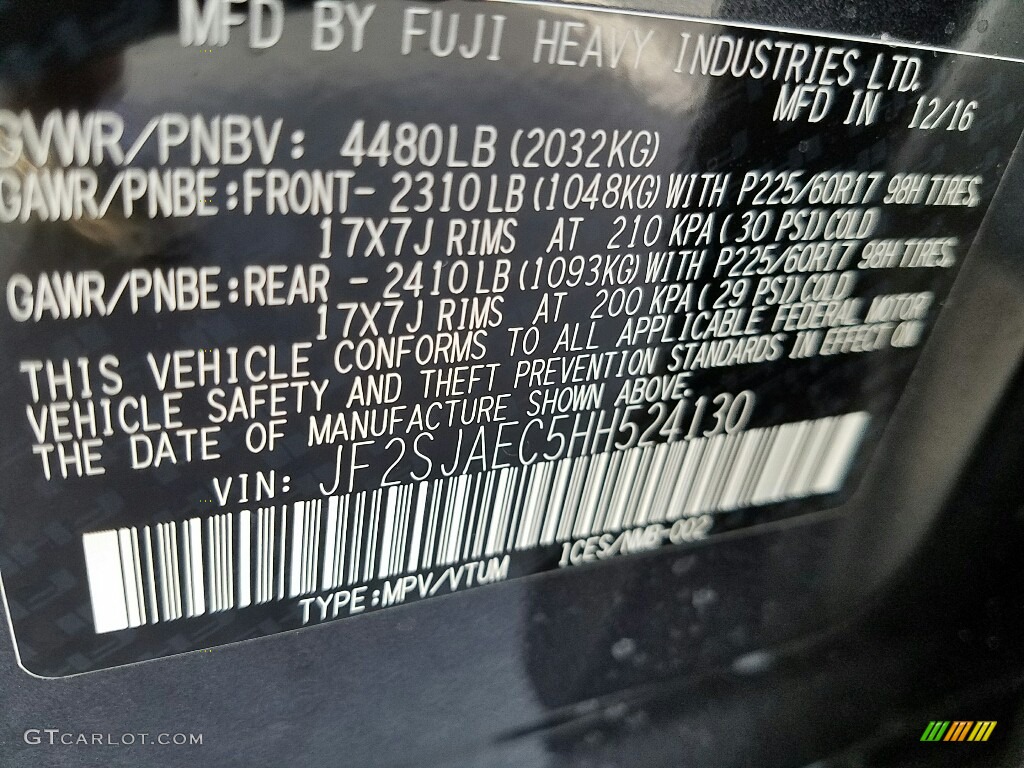 MFD BY FUJI HEAVY INDUSTRIES LTD.
MFD IN 12/16
GVWR/PNBV: 4480LB (2032KG)
GAWR/PNBE:FRONT- 2310LB (1048KG) WITH P225/60R17 98H TIRES,
17X7J RIMS AT 210 KPA( 30 PSI)COLD
GAWR/PNBE:REAR - 2410LB (1093KG) WITH P225/60R17 98H TIRES,
17X7J RIMS AT 200 KPA( 29 PSI)COLD
THIS VEHICLE CONFORMS TO ALL APPLICABLE FEDERAL MOTOR
VEHICLE SAFETY AND THEFT PREVENTION STANDARDS IN EFFECT ON
THE DATE OF MANUFACTURE SHOWN ABOVE.
VIN: JF2SJAEC5HH524130
TYPE:MPV/VTUM ICES/NMB-002
GTCARLOT.COM